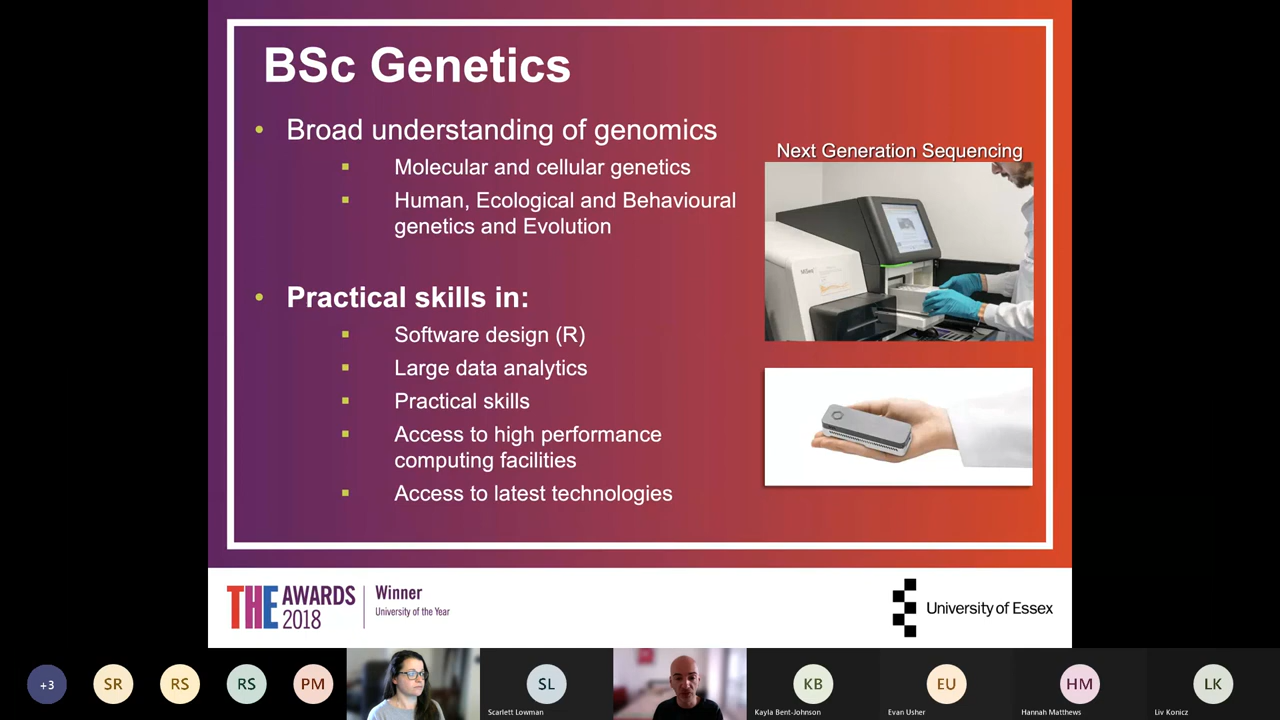 BSc Genetics
• Broad understanding of genomics
▪ Molecular and cellular genetics
▪ Human, Ecological and Behavioural
genetics and Evolution
• Practical skills in:
▪ Software design (R)
▪ Large data analytics
▪ Practical skills
▪ Access to high performance
computing facilities
▪ Access to latest technologies
Next Generation Sequencing
THE AWARDS
2018
Winner
University of the Year
University of Essex
+3
SR
RS
RS
PM
SL
Scarlett Lowman
KB
Kayla Bent-Johnson
EU
Evan Usher
HM
Hannah Matthews
LK
Liv Konicz